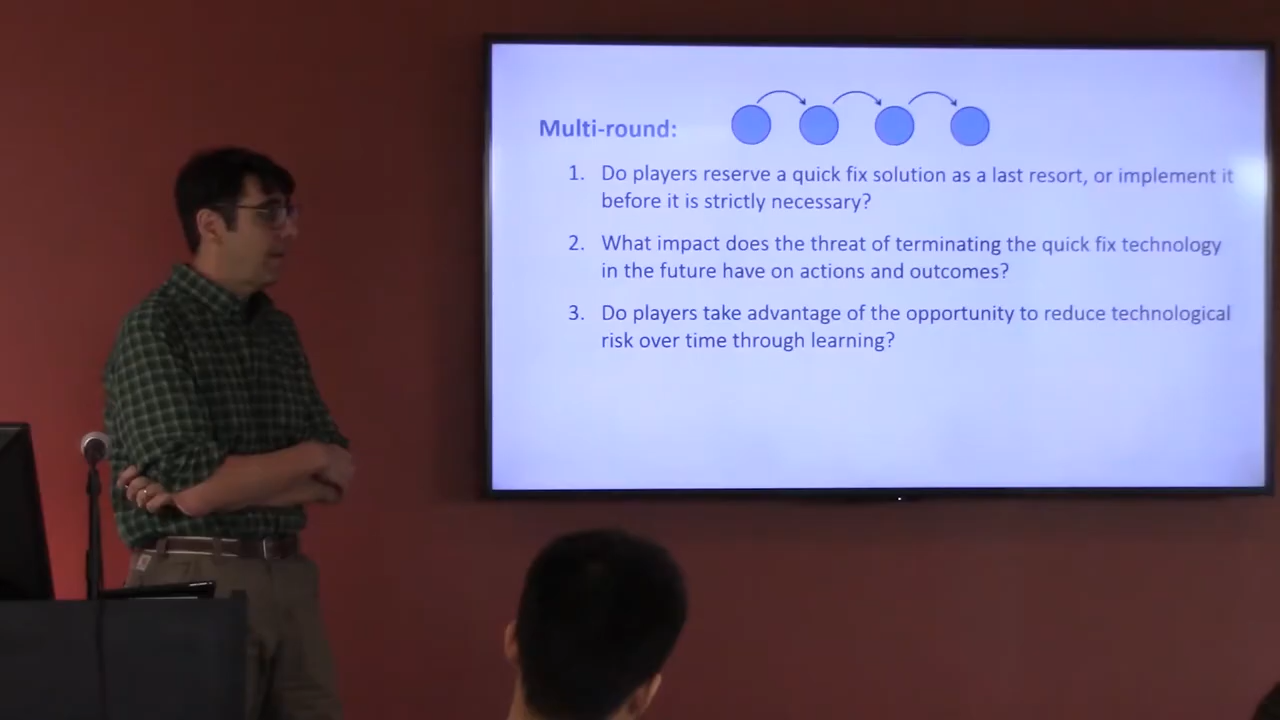 Multi-round:
1. Do players reserve a quick fix solution as a last resort, or implement it
before it is strictly necessary?
2. What impact does the threat of terminating the quick fix technology
in the future have on actions and outcomes?
3. Do players take advantage of the opportunity to reduce technological
risk over time through learning?